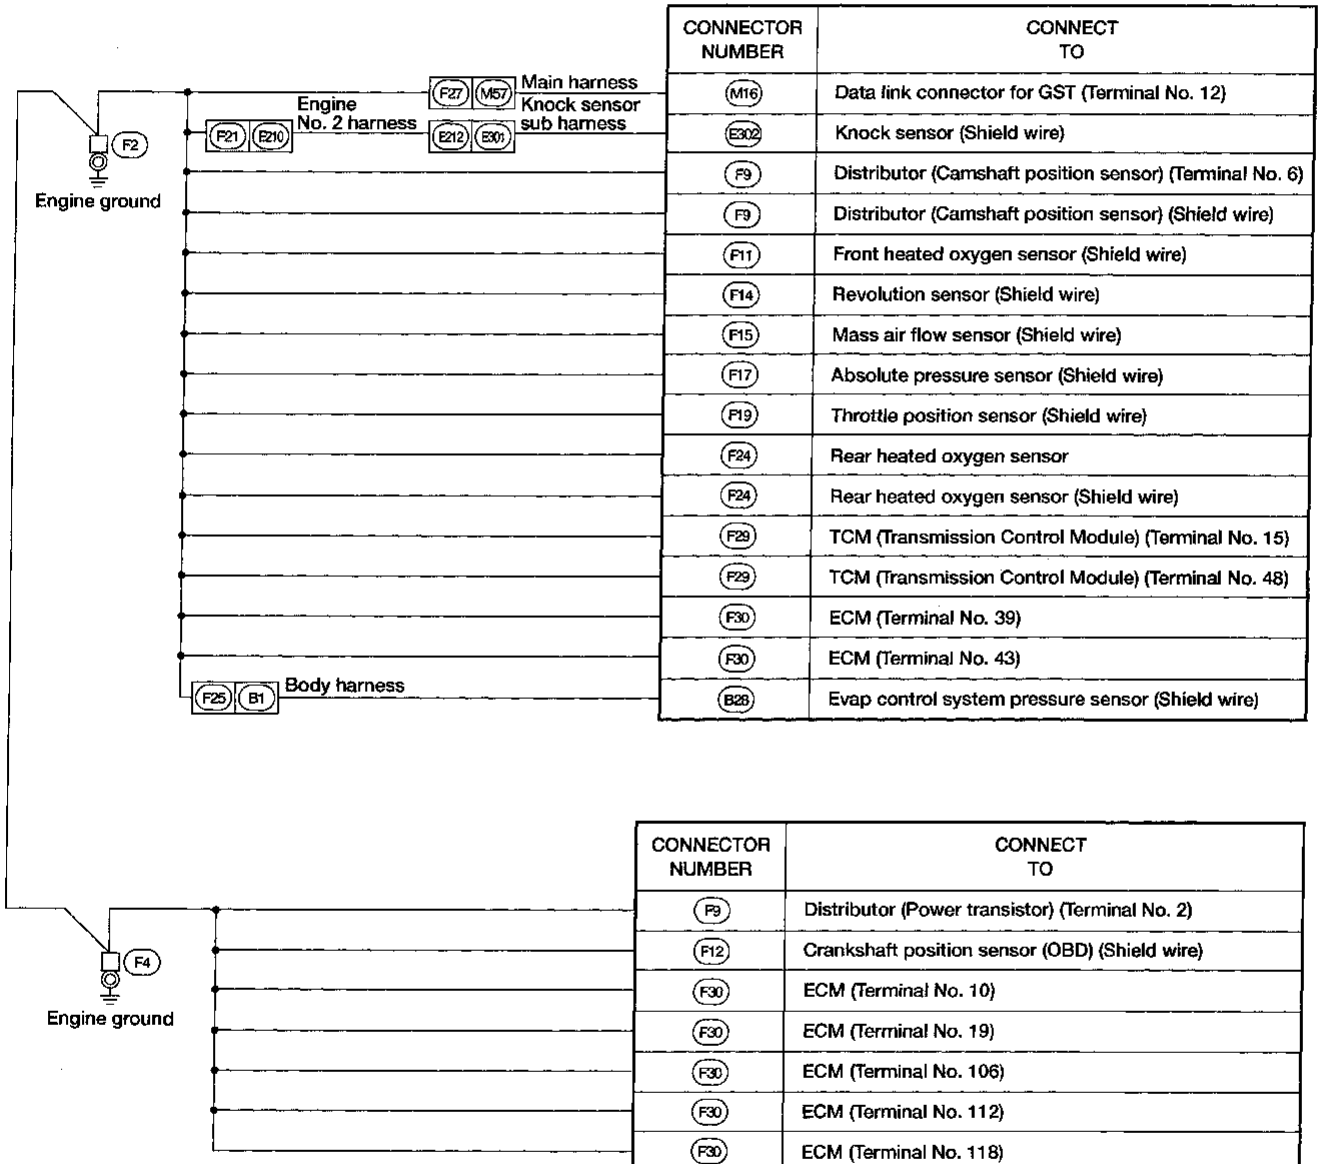 CONNECTOR NUMBER CONNECT TO
F27 M57 Main harness M16 Data link connector for GST (Terminal No. 12)
F21 E210 Engine No. 2 harness E212 E301 Knock sensor sub harness E302 Knock sensor (Shield wire)
F2
Engine ground
F9 Distributor (Camshaft position sensor) (Terminal No. 6)
F9 Distributor (Camshaft position sensor) (Shield wire)
F11 Front heated oxygen sensor (Shield wire)
F14 Revolution sensor (Shield wire)
F15 Mass air flow sensor (Shield wire)
F17 Absolute pressure sensor (Shield wire)
F19 Throttle position sensor (Shield wire)
F24 Rear heated oxygen sensor
F24 Rear heated oxygen sensor (Shield wire)
F29 TCM (Transmission Control Module) (Terminal No. 15)
F29 TCM (Transmission Control Module) (Terminal No. 48)
F30 ECM (Terminal No. 39)
F30 ECM (Terminal No. 43)
F25 B1 Body harness B28 Evap control system pressure sensor (Shield wire)
CONNECTOR NUMBER CONNECT TO
F4
Engine ground
F9 Distributor (Power transistor) (Terminal No. 2)
F12 Crankshaft position sensor (OBD) (Shield wire)
F30 ECM (Terminal No. 10)
F30 ECM (Terminal No. 19)
F30 ECM (Terminal No. 106)
F30 ECM (Terminal No. 112)
F30 ECM (Terminal No. 118)